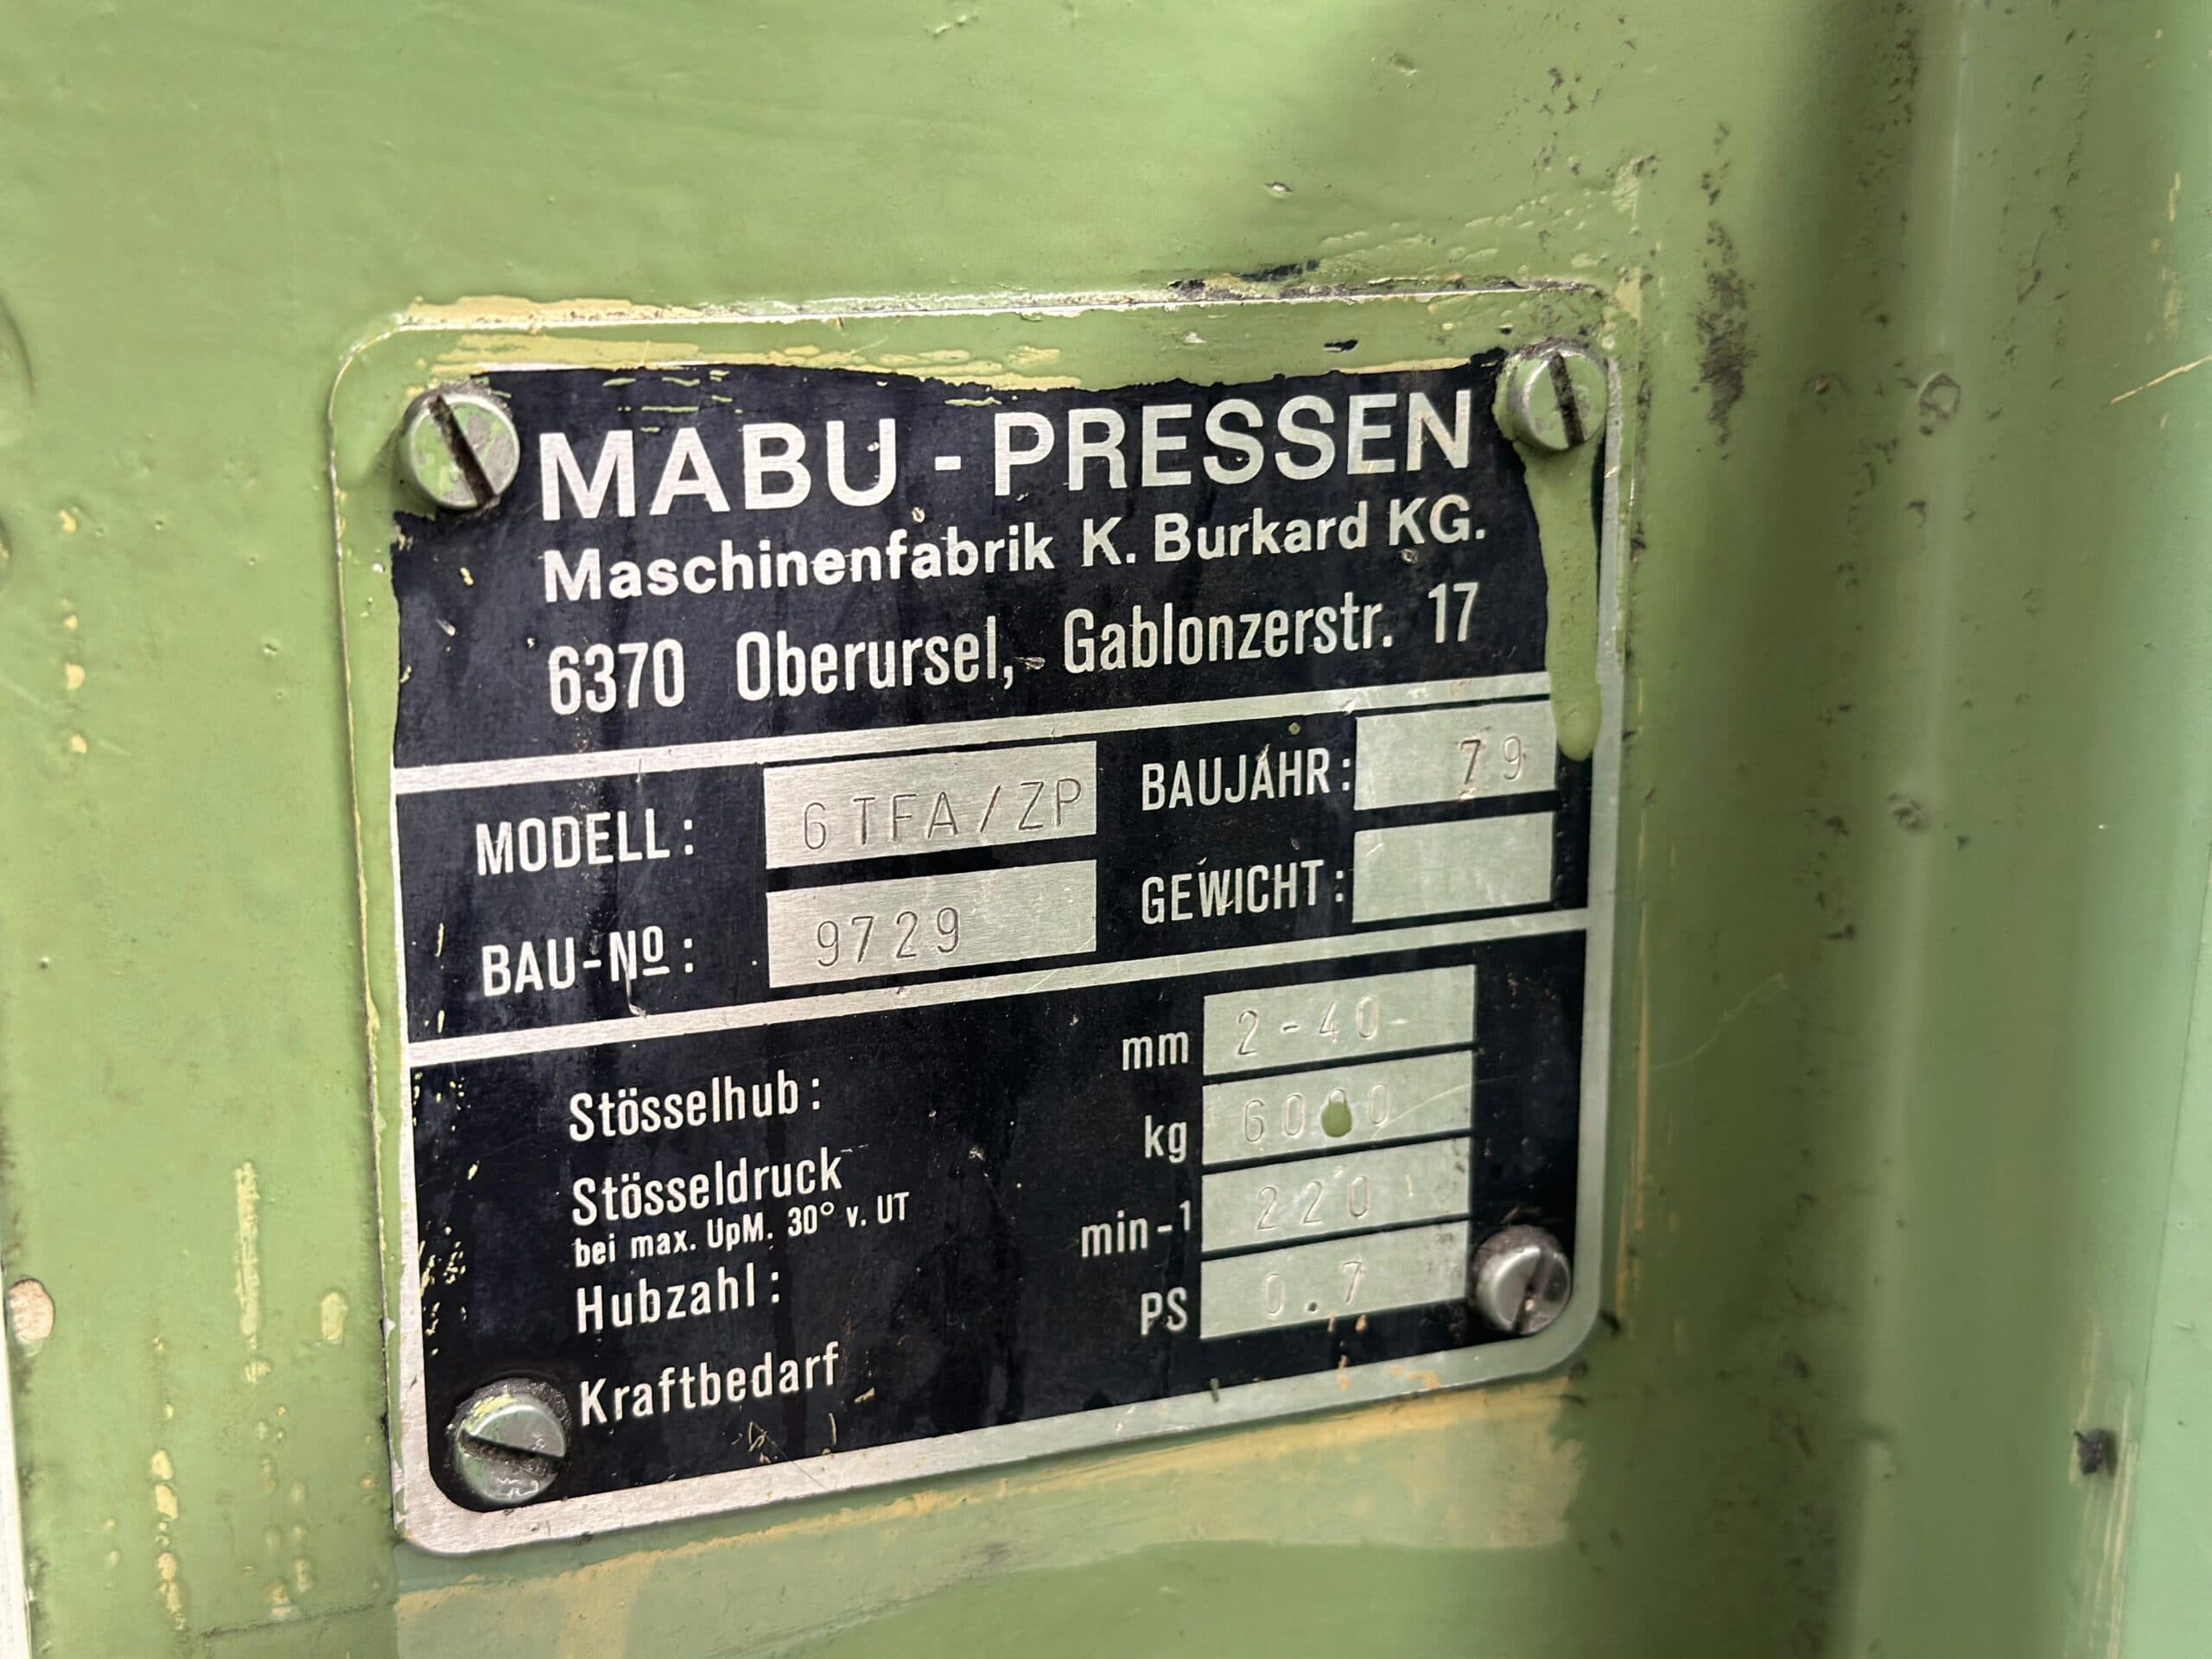 MABU - PRESSEN
Maschinenfabrik K. Burkard KG.
6370 Oberursel, Gablonzerstr. 17
MODELL: 6 TFA/ZP BAUJAHR: 79
BAU-Nº: 9729 GEWICHT:
Stösselhub: mm 2-40
Stösseldruck kg 6000
bei max. UpM. 30° v. UT
Hubzahl: min-¹ 220
Kraftbedarf PS 0.7